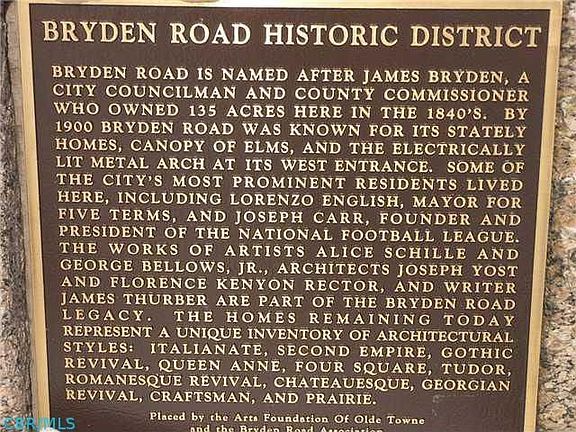 BRYDEN ROAD HISTORIC DISTRICT
BRYDEN ROAD IS NAMED AFTER JAMES BRYDEN, A
CITY COUNCILMAN AND COUNTY COMMISSIONER
WHO OWNED 135 ACRES HERE IN THE 1840'S. BY
1900 BRYDEN ROAD WAS KNOWN FOR ITS STATELY
HOMES, CANOPY OF ELMS, AND THE ELECTRICALLY
LIT METAL ARCH AT ITS WEST ENTRANCE. SOME OF
THE CITY'S MOST PROMINENT RESIDENTS LIVED
HERE, INCLUDING LORENZO ENGLISH, MAYOR FOR
FIVE TERMS, AND JOSEPH CARR, FOUNDER AND
PRESIDENT OF THE NATIONAL FOOTBALL LEAGUE.
THE WORKS OF ARTISTS ALICE SCHILLE AND
GEORGE BELLOWS, JR., ARCHITECTS JOSEPH YOST
AND FLORENCE KENYON RECTOR, AND WRITER
JAMES THURBER ARE PART OF THE BRYDEN ROAD
LEGACY. THE HOMES REMAINING TODAY
REPRESENT A UNIQUE INVENTORY OF ARCHITECTURAL
STYLES: ITALIANATE, SECOND EMPIRE, GOTHIC
REVIVAL, QUEEN ANNE, FOUR SQUARE, TUDOR,
ROMANESQUE REVIVAL, CHATEAUESQUE, GEORGIAN
REVIVAL, CRAFTSMAN, AND PRAIRIE.
Placed by the Arts Foundation Of Olde Towne
and the Bryden Road Association
CBRMLS